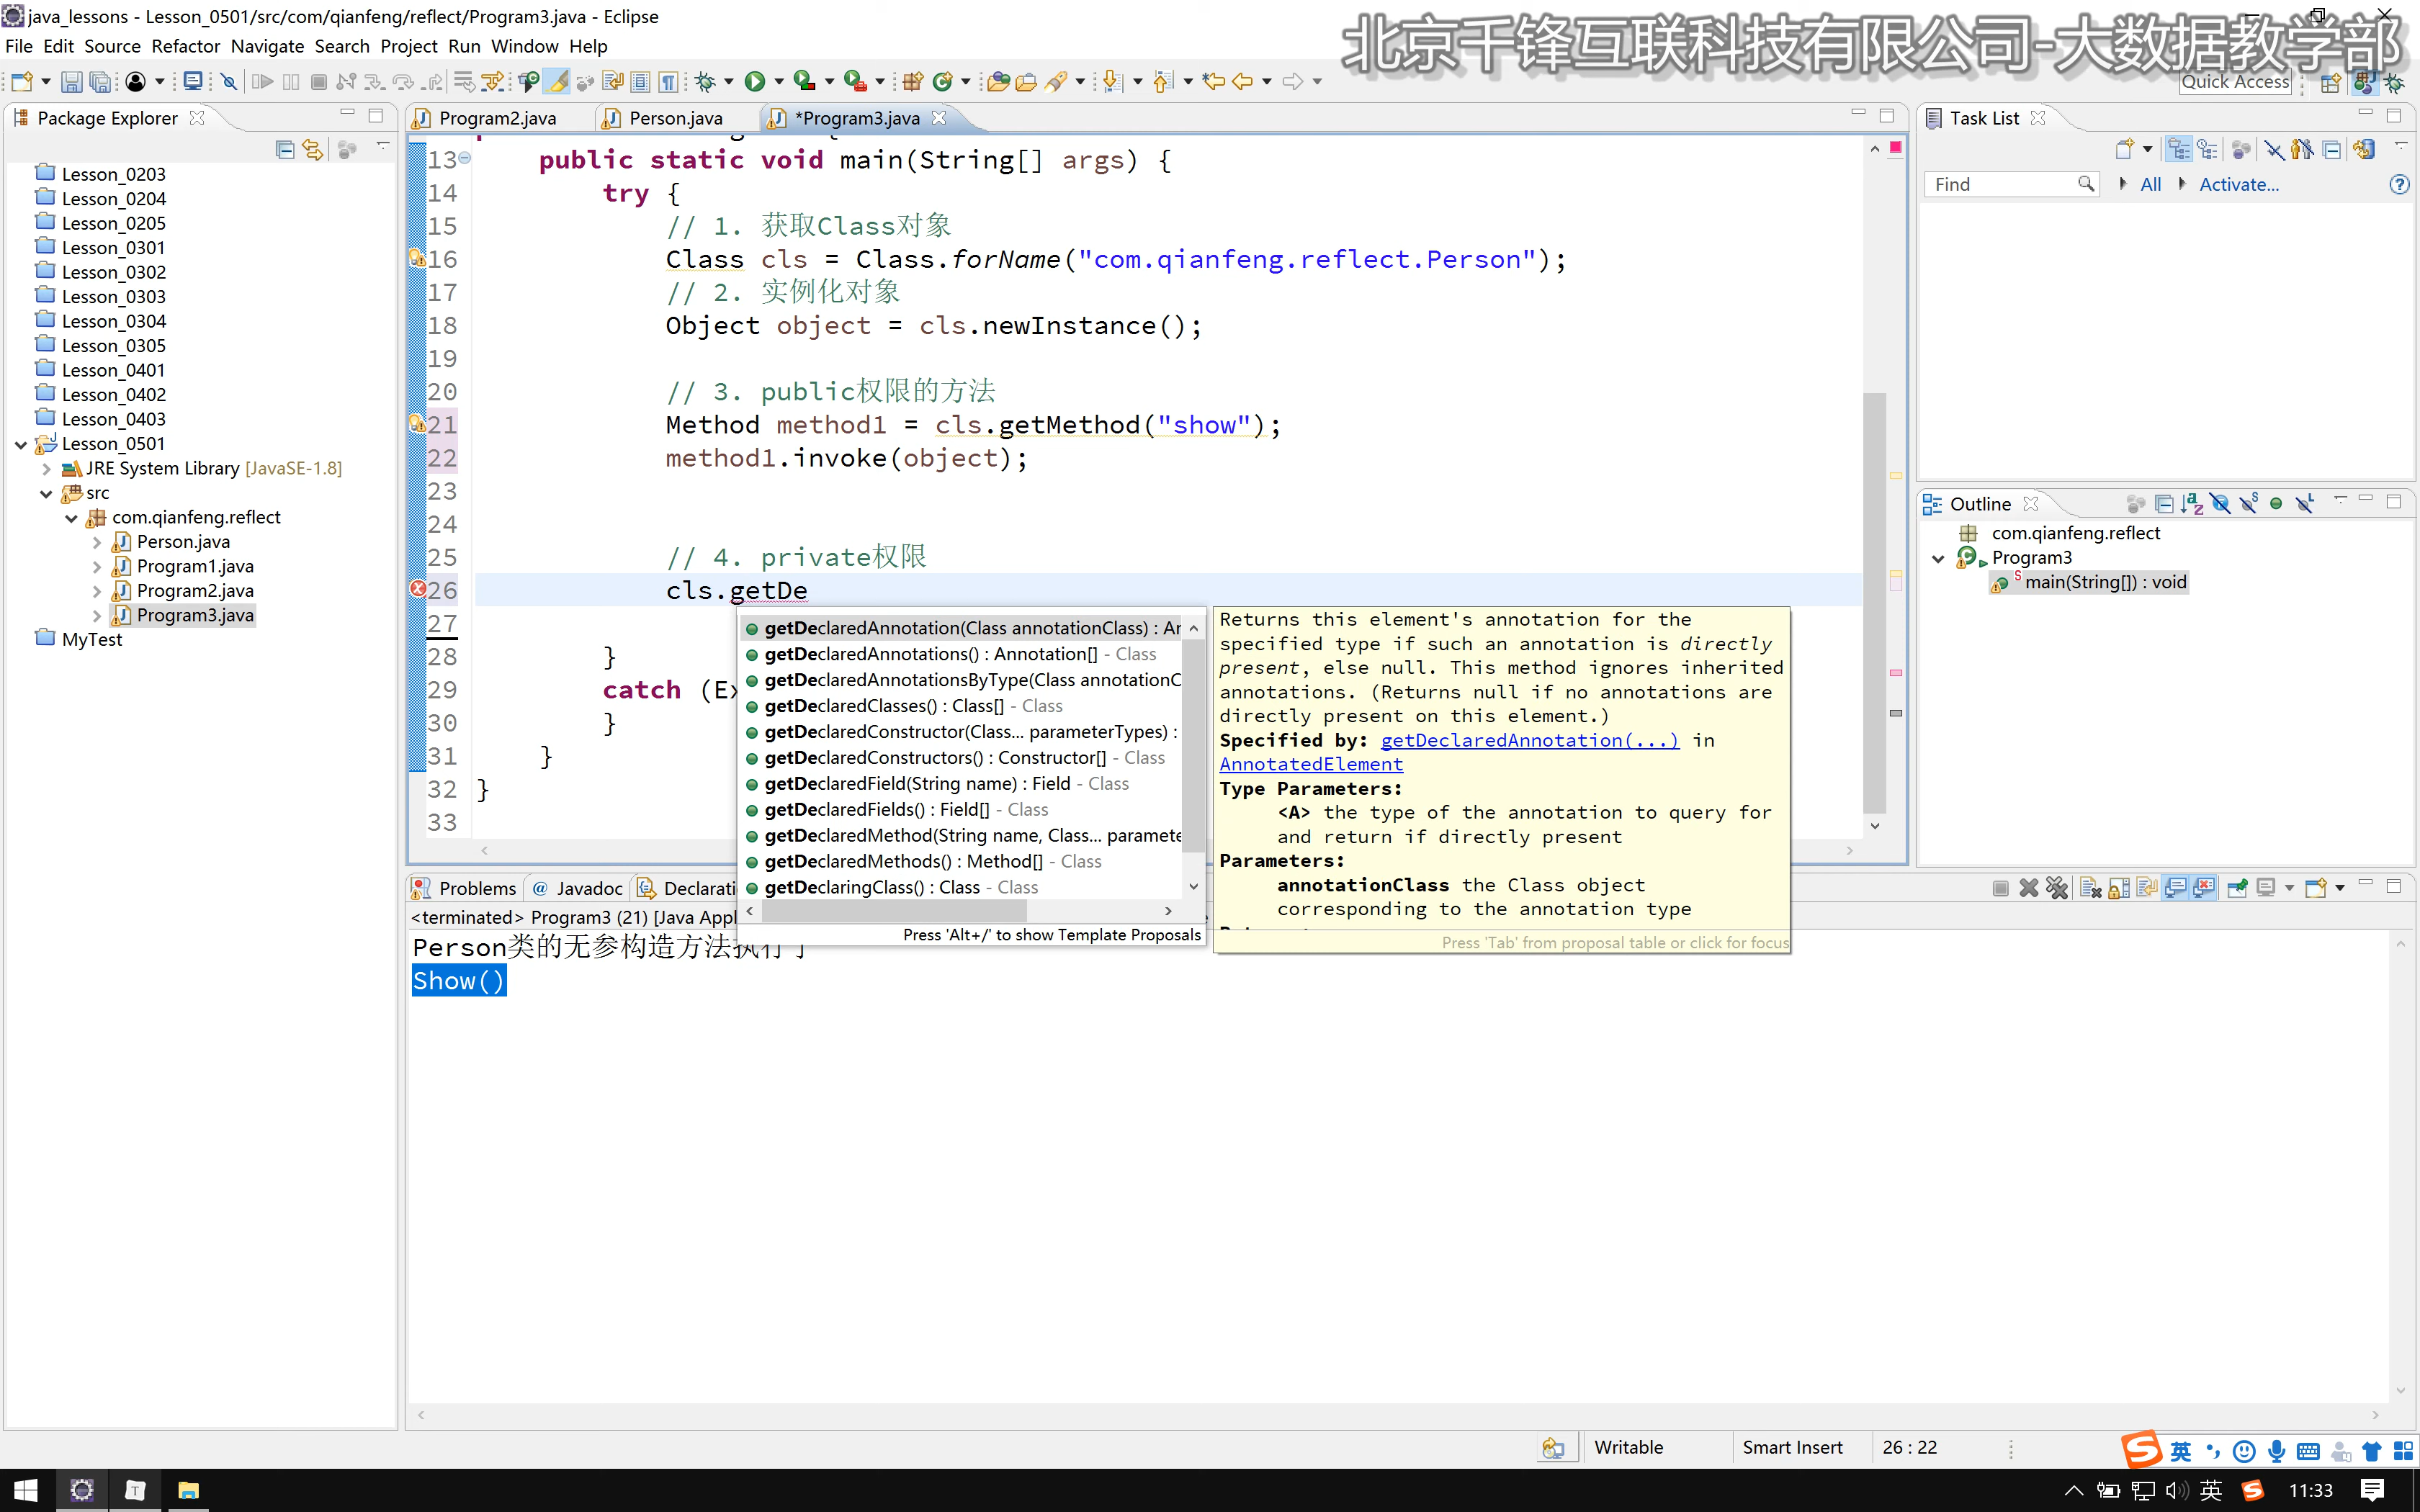 java_lessons - Lesson_0501/src/com/qianfeng/reflect/Program3.java - Eclipse
北京千锋互联科技有限公司-大数据教学部
File Edit Source Refactor Navigate Search Project Run Window Help
Quick Access
Package Explorer
Lesson_0203
Lesson_0204
Lesson_0205
Lesson_0301
Lesson_0302
Lesson_0303
Lesson_0304
Lesson_0305
Lesson_0401
Lesson_0402
Lesson_0403
Lesson_0501
JRE System Library [JavaSE-1.8]
src
com.qianfeng.reflect
Person.java
Program1.java
Program2.java
Program3.java
MyTest
Program2.java Person.java *Program3.java
13 public static void main(String[] args) {
14 try {
15 // 1. 获取Class对象
16 Class cls = Class.forName("com.qianfeng.reflect.Person");
17 // 2. 实例化对象
18 Object object = cls.newInstance();
19
20 // 3. public权限的方法
21 Method method1 = cls.getMethod("show");
22 method1.invoke(object);
23
24
25 // 4. private权限
26 cls.getDe
27
28 }
29 catch (Ex
30 }
31 }
32 }
33
getDeclaredAnnotation(Class annotationClass) : Ar
getDeclaredAnnotations() : Annotation[] - Class
getDeclaredAnnotationsByType(Class annotationC
getDeclaredClasses() : Class[] - Class
getDeclaredConstructor(Class... parameterTypes) :
getDeclaredConstructors() : Constructor[] - Class
getDeclaredField(String name) : Field - Class
getDeclaredFields() : Field[] - Class
getDeclaredMethod(String name, Class... paramete
getDeclaredMethods() : Method[] - Class
getDeclaringClass() : Class - Class
Press 'Alt+/' to show Template Proposals
Returns this element's annotation for the
specified type if such an annotation is directly
present, else null. This method ignores inherited
annotations. (Returns null if no annotations are
directly present on this element.)
Specified by: getDeclaredAnnotation(...) in
AnnotatedElement
Type Parameters:
<A> the type of the annotation to query for
and return if directly present
Parameters:
annotationClass the Class object
corresponding to the annotation type
Press 'Tab' from proposal table or click for focus
Task List
Find All Activate...
Outline
com.qianfeng.reflect
Program3
main(String[]) : void
Problems Javadoc Declarati
<terminated> Program3 (21) [Java Appl
Person类的无参构造方法执行了
Show()
Writable Smart Insert 26 : 22
英
英 11:33